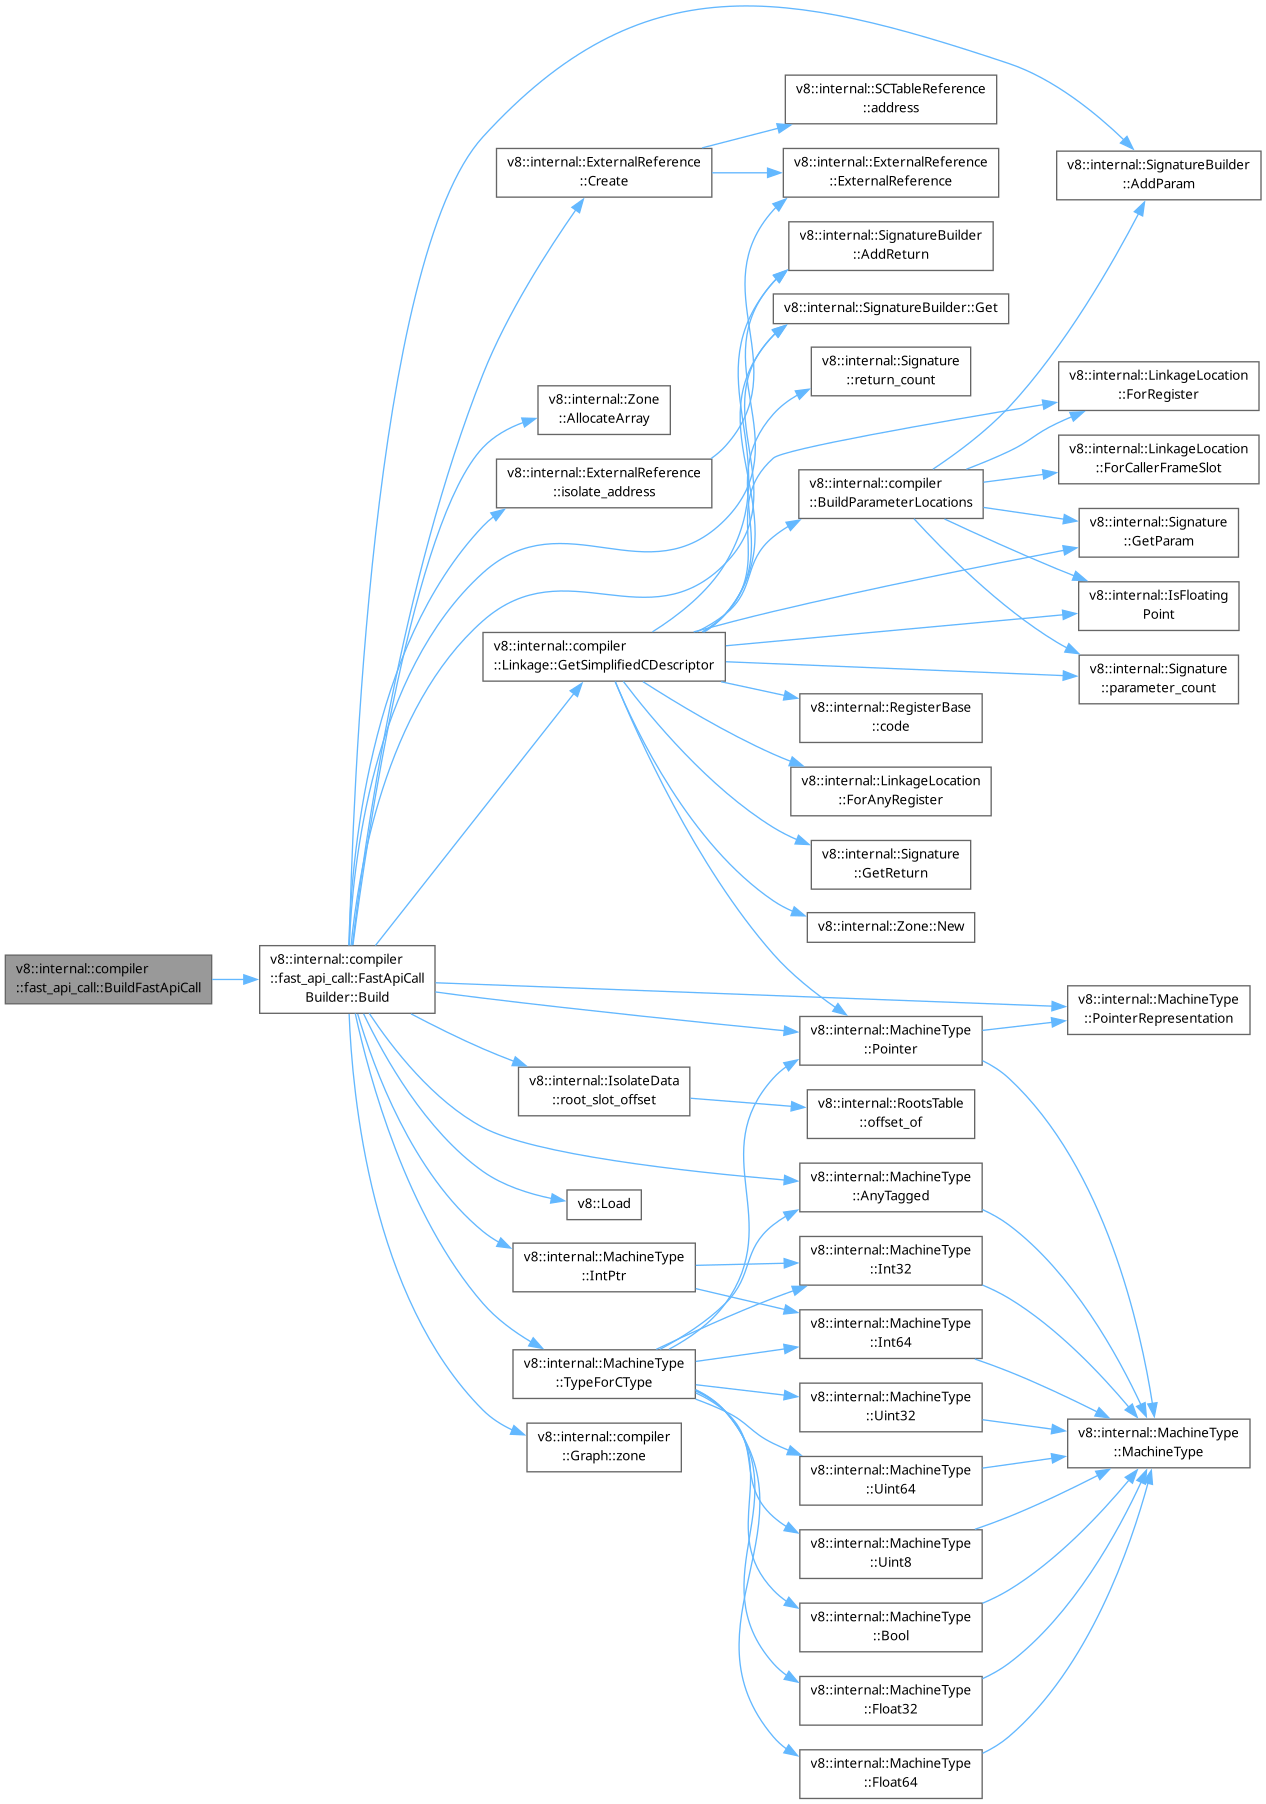 v8::internal::compiler
::fast_api_call::BuildFastApiCall
v8::internal::compiler
::fast_api_call::FastApiCall
Builder::Build
v8::internal::ExternalReference
::Create
v8::internal::Zone
::AllocateArray
v8::internal::ExternalReference
::isolate_address
v8::internal::compiler
::Linkage::GetSimplifiedCDescriptor
v8::internal::IsolateData
::root_slot_offset
v8::Load
v8::internal::MachineType
::IntPtr
v8::internal::MachineType
::TypeForCType
v8::internal::compiler
::Graph::zone
v8::internal::SCTableReference
::address
v8::internal::ExternalReference
::ExternalReference
v8::internal::SignatureBuilder
::AddReturn
v8::internal::SignatureBuilder::Get
v8::internal::Signature
::return_count
v8::internal::compiler
::BuildParameterLocations
v8::internal::RegisterBase
::code
v8::internal::LinkageLocation
::ForAnyRegister
v8::internal::Signature
::GetReturn
v8::internal::Zone::New
v8::internal::MachineType
::Pointer
v8::internal::RootsTable
::offset_of
v8::internal::MachineType
::AnyTagged
v8::internal::MachineType
::Int32
v8::internal::MachineType
::Int64
v8::internal::MachineType
::Uint32
v8::internal::MachineType
::Uint64
v8::internal::MachineType
::Uint8
v8::internal::MachineType
::Bool
v8::internal::MachineType
::Float32
v8::internal::MachineType
::Float64
v8::internal::SignatureBuilder
::AddParam
v8::internal::LinkageLocation
::ForRegister
v8::internal::LinkageLocation
::ForCallerFrameSlot
v8::internal::Signature
::GetParam
v8::internal::IsFloating
Point
v8::internal::Signature
::parameter_count
v8::internal::MachineType
::PointerRepresentation
v8::internal::MachineType
::MachineType